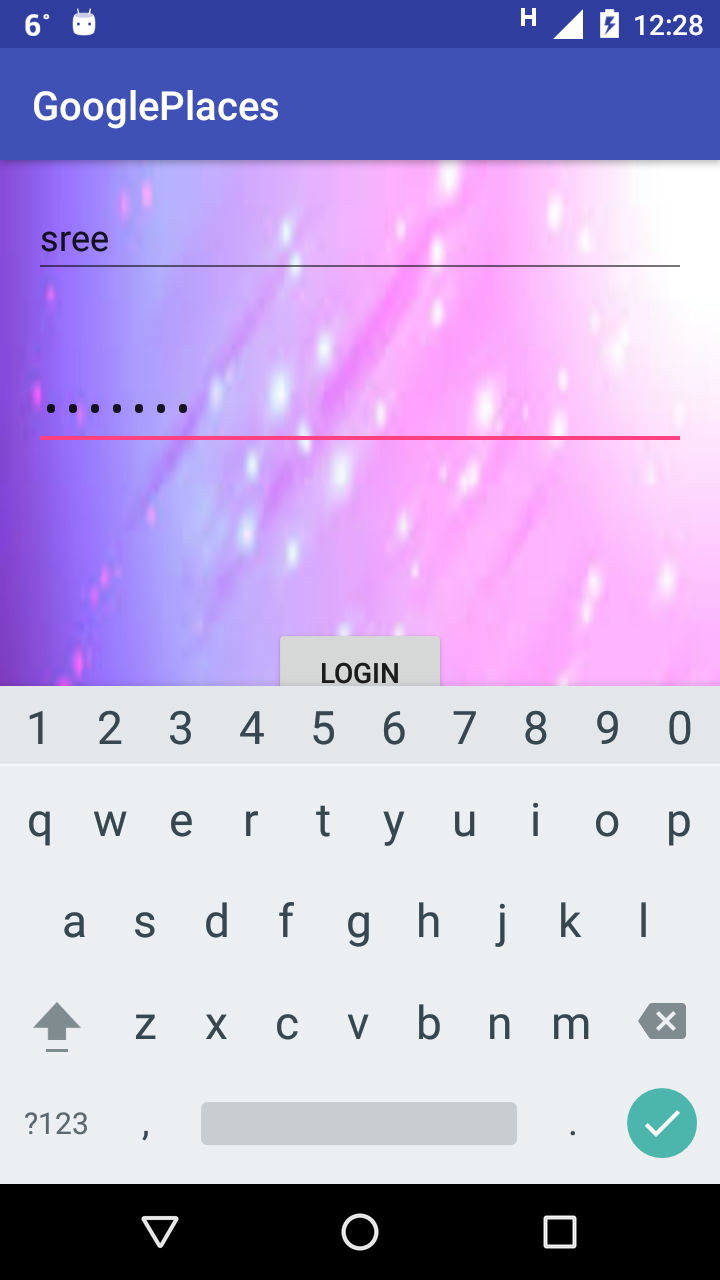 6° H 12:28
GooglePlaces
sree
•••••••
LOGIN
1 2 3 4 5 6 7 8 9 0
q w e r t y u i o p
a s d f g h j k l
z x c v b n m
?123 , .